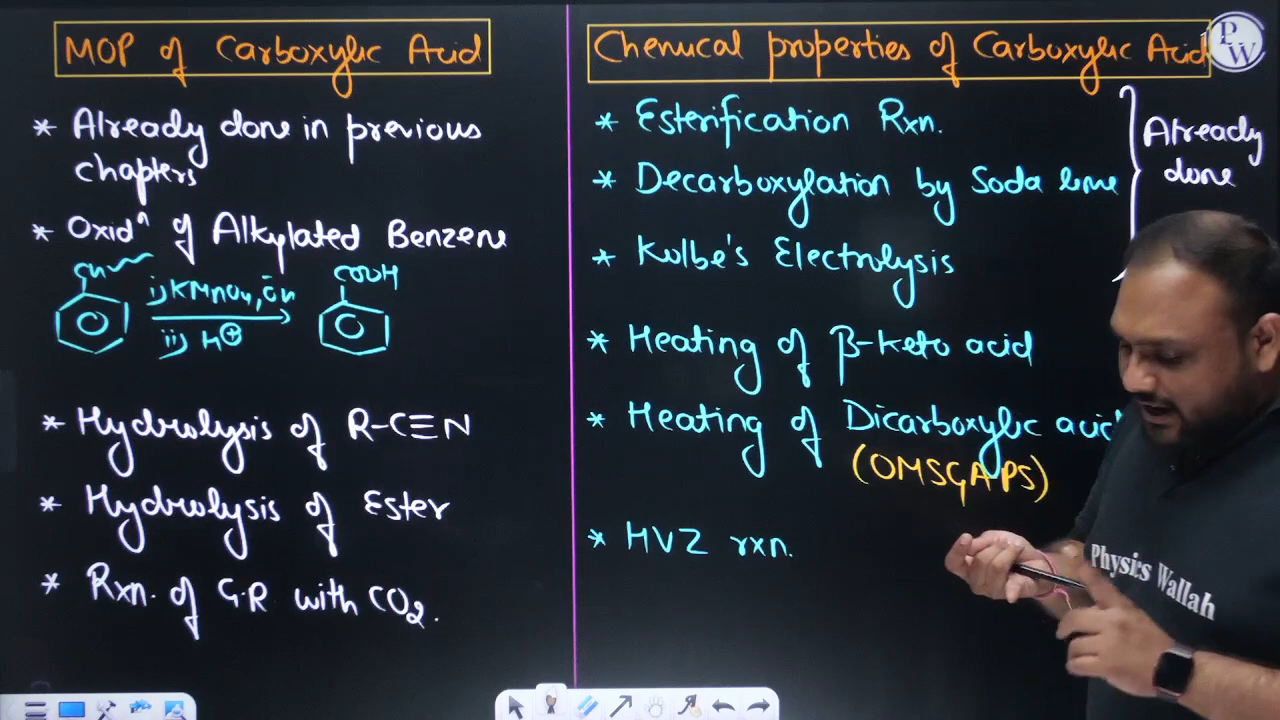 MOP of Carboxylic Acid
* Already done in previous
chapters
* Oxidⁿ of Alkylated Benzene
i) KMnO4, ōH
ii) H⊕
COOH
* Hydrolysis of R-C≡N
* Hydrolysis of Ester
* Rxn. of G.R with CO2.
Chemical properties of Carboxylic Acid
* Esterification Rxn.
* Decarboxylation by Soda lime
* Kolbe's Electrolysis
Already
done
* Heating of β-keto acid
* Heating of Dicarboxylic acid
(OMSGAPS)
* HVZ rxn.
PW
Physics Wallah